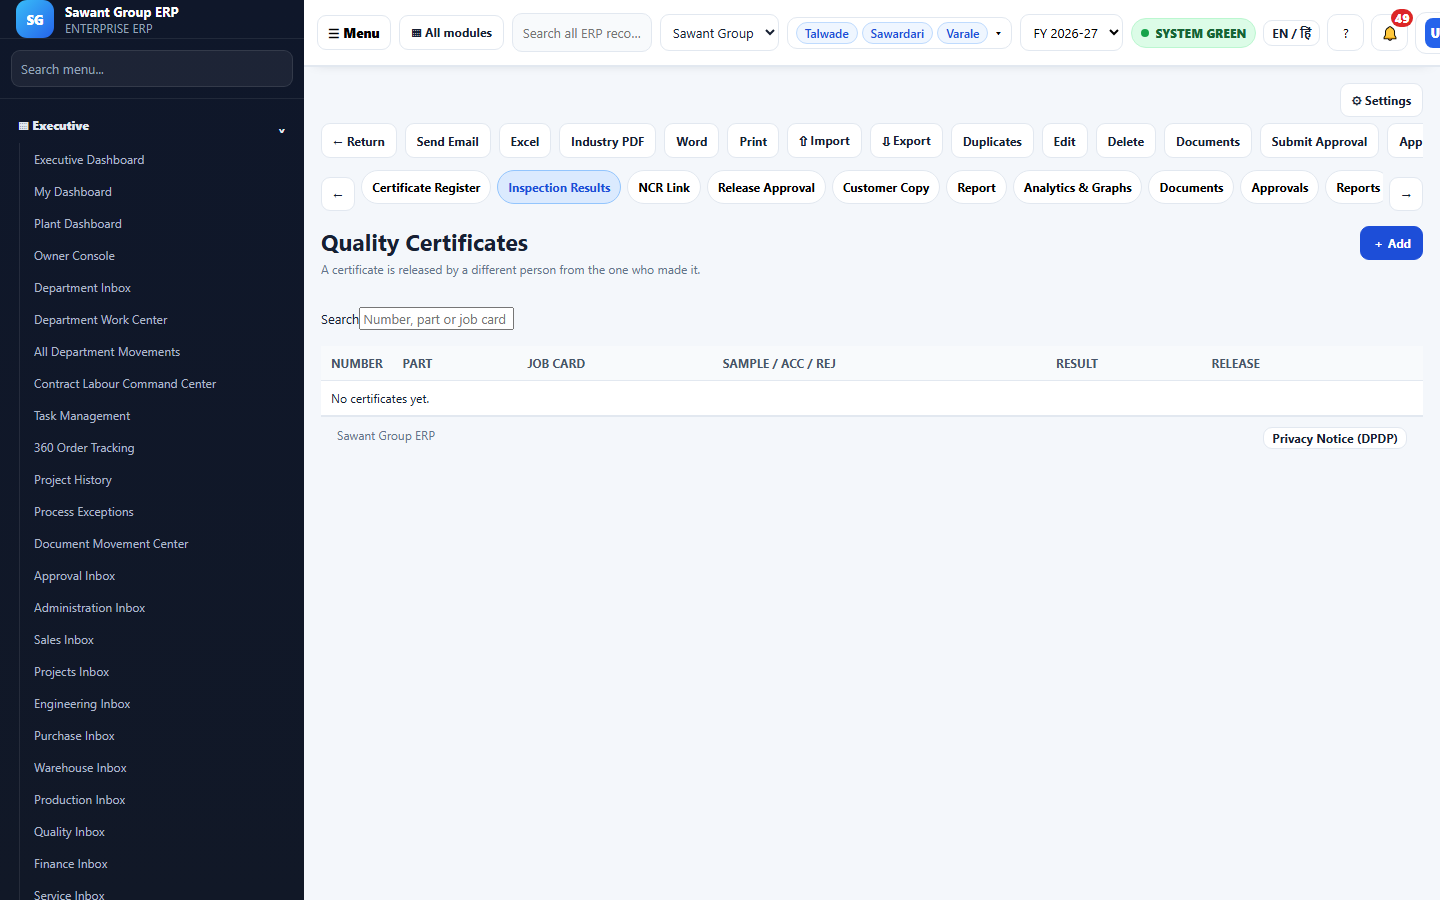 SG
Sawant Group ERP
ENTERPRISE ERP
Search menu...
Executive
Executive Dashboard
My Dashboard
Plant Dashboard
Owner Console
Department Inbox
Department Work Center
All Department Movements
Contract Labour Command Center
Task Management
360 Order Tracking
Project History
Process Exceptions
Document Movement Center
Approval Inbox
Administration Inbox
Sales Inbox
Projects Inbox
Engineering Inbox
Purchase Inbox
Warehouse Inbox
Production Inbox
Quality Inbox
Finance Inbox
Service Inbox
☰ Menu All modules Search all ERP reco... Sawant Group Talwade Sawardari Varale FY 2026-27 SYSTEM GREEN EN / हिं ? 49 U
⚙ Settings
← Return Send Email Excel Industry PDF Word Print ⇧ Import ⇩ Export Duplicates Edit Delete Documents Submit Approval App
← Certificate Register Inspection Results NCR Link Release Approval Customer Copy Report Analytics & Graphs Documents Approvals Reports →
Quality Certificates
+ Add
A certificate is released by a different person from the one who made it.
Search Number, part or job card
NUMBER PART JOB CARD SAMPLE / ACC / REJ RESULT RELEASE
No certificates yet.
Sawant Group ERP
Privacy Notice (DPDP)